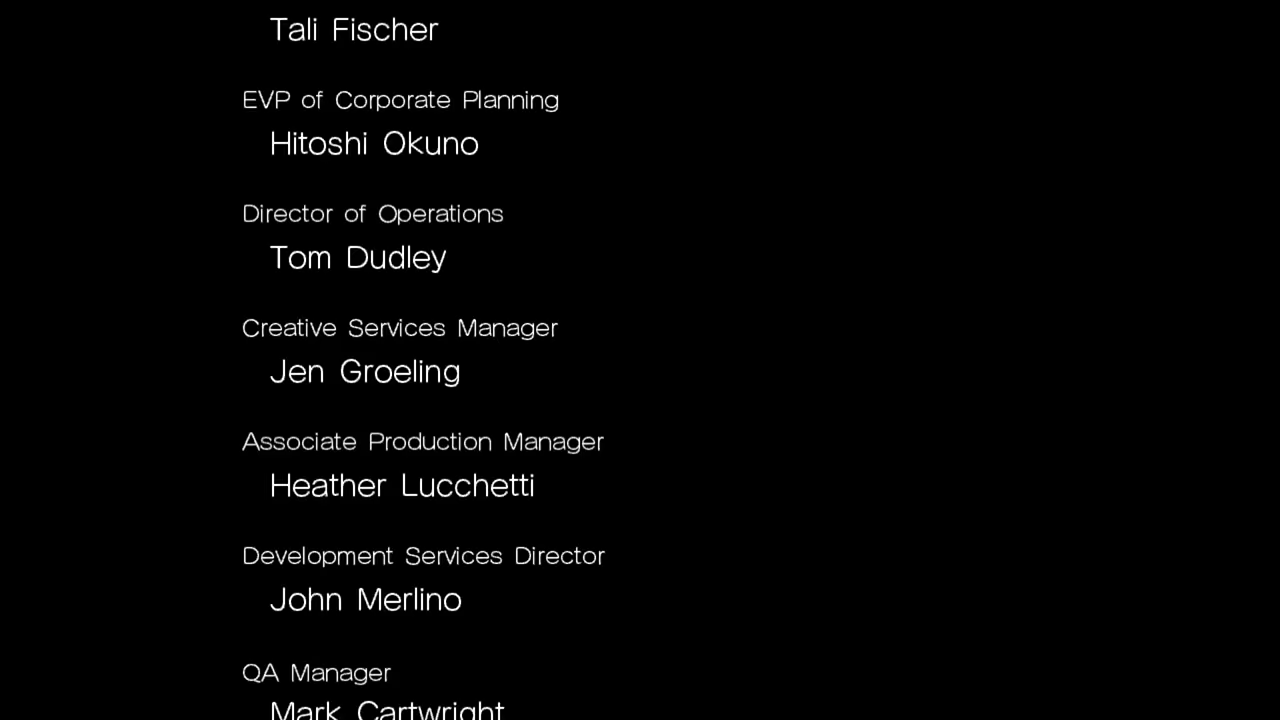 Tali Fischer
EVP of Corporate Planning
Hitoshi Okuno
Director of Operations
Tom Dudley
Creative Services Manager
Jen Groeling
Associate Production Manager
Heather Lucchetti
Development Services Director
John Merlino
QA Manager
Mark Cartwright